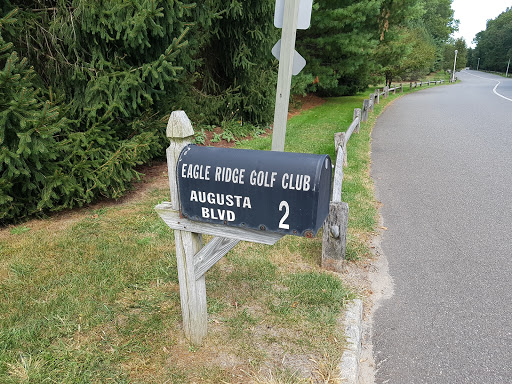 EAGLE RIDGE GOLF CLUB
AUGUSTA
BLVD 2